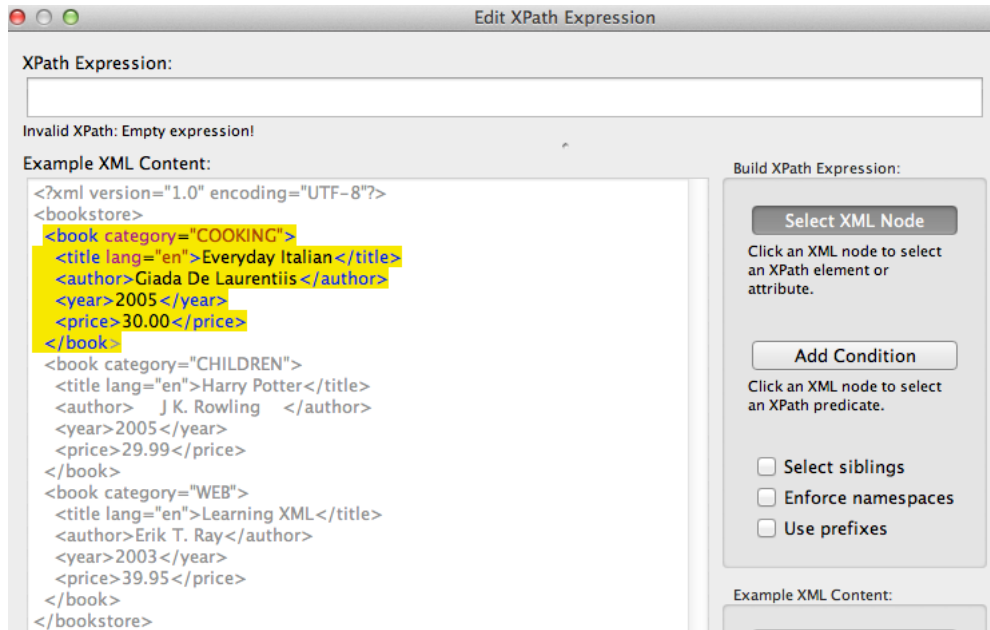 Edit XPath Expression
XPath Expression:
Invalid XPath: Empty expression!
Example XML Content:
<?xml version="1.0" encoding="UTF-8"?>
<bookstore>
<book category="COOKING">
<title lang="en">Everyday Italian</title>
<author>Giada De Laurentiis</author>
<year>2005</year>
<price>30.00</price>
</book>
<book category="CHILDREN">
<title lang="en">Harry Potter</title>
<author>   J K. Rowling   </author>
<year>2005</year>
<price>29.99</price>
</book>
<book category="WEB">
<title lang="en">Learning XML</title>
<author>Erik T. Ray</author>
<year>2003</year>
<price>39.95</price>
</book>
</bookstore>
Build XPath Expression:
Select XML Node
Click an XML node to select
an XPath element or
attribute.
Add Condition
Click an XML node to select
an XPath predicate.
Select siblings
Enforce namespaces
Use prefixes
Example XML Content: